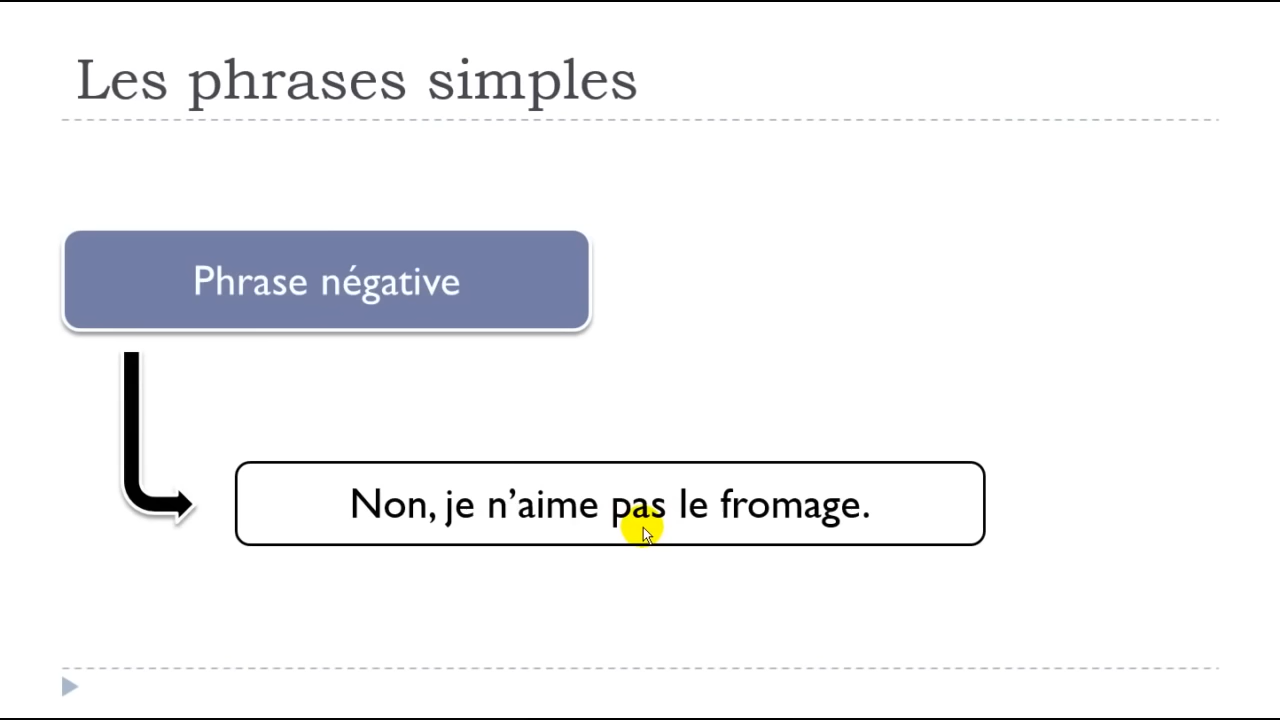 Les phrases simples
Phrase négative
Non, je n’aime pas le fromage.